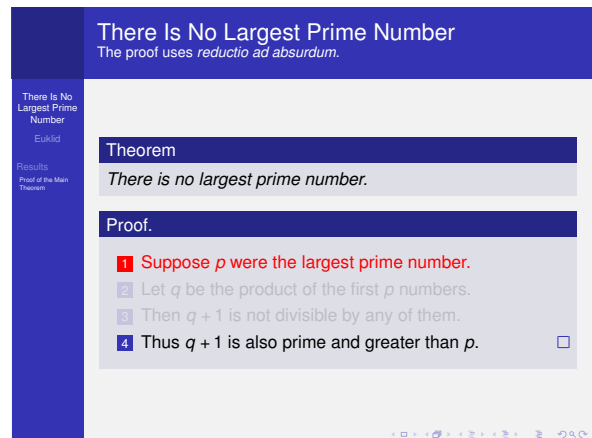 There Is No Largest Prime Number
The proof uses reductio ad absurdum.
There Is No
Largest Prime
Number
Euklid
Results
Proof of the Main
Theorem
Theorem
There is no largest prime number.
Proof.
1 Suppose p were the largest prime number.
2 Let q be the product of the first p numbers.
3 Then q + 1 is not divisible by any of them.
4 Thus q + 1 is also prime and greater than p.